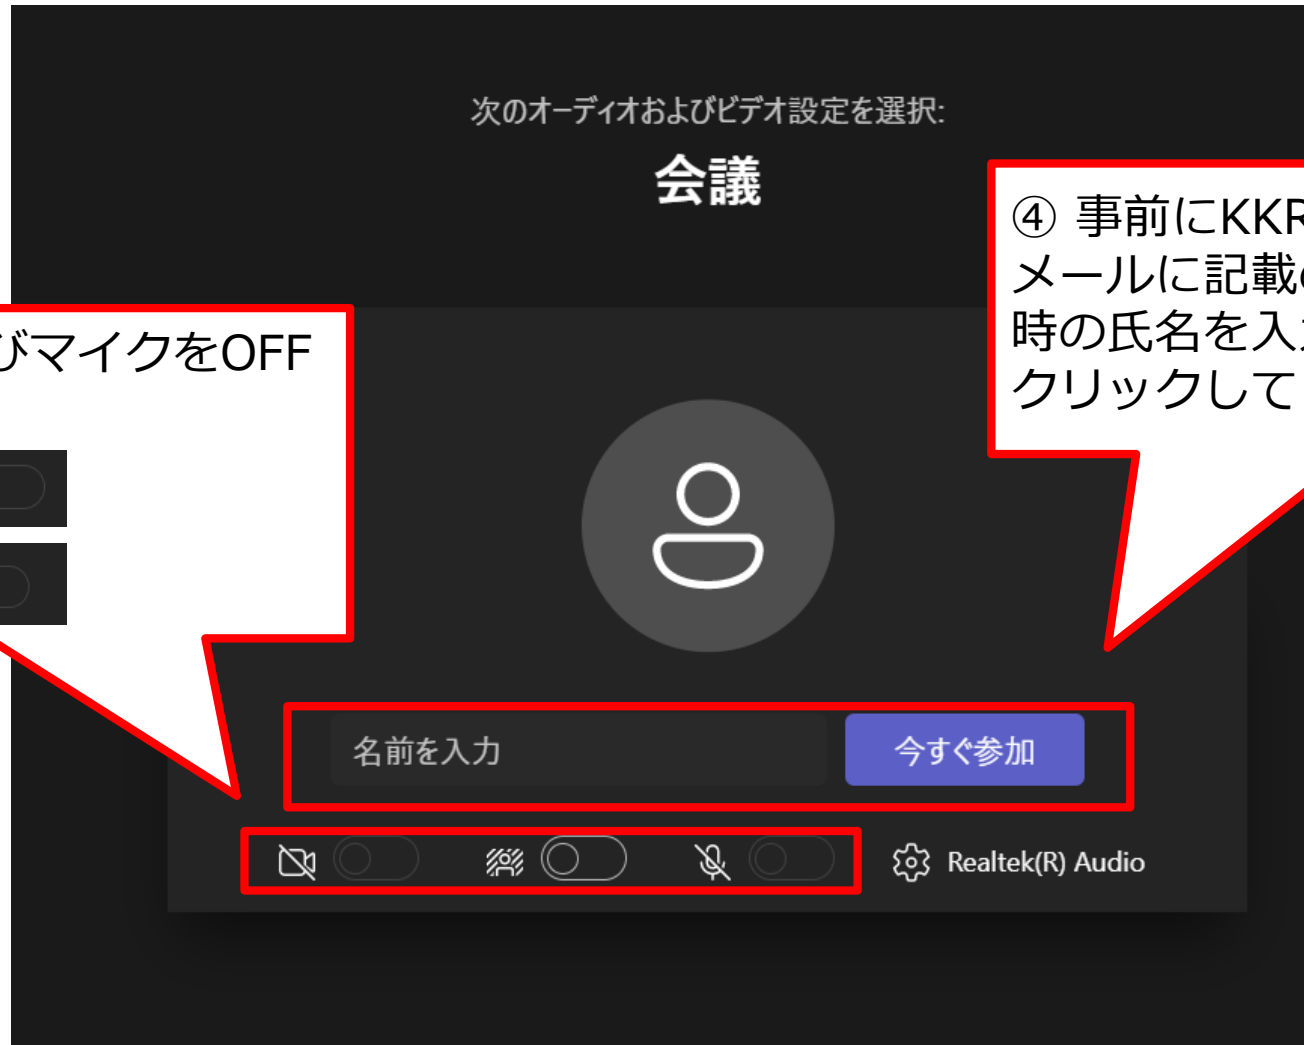 次のオーディオおよびビデオ設定を選択:
会議
④ 事前にKKR
メールに記載
時の氏名を入
クリックして
びマイクをOFF
名前を入力
今すぐ参加
Realtek(R) Audio